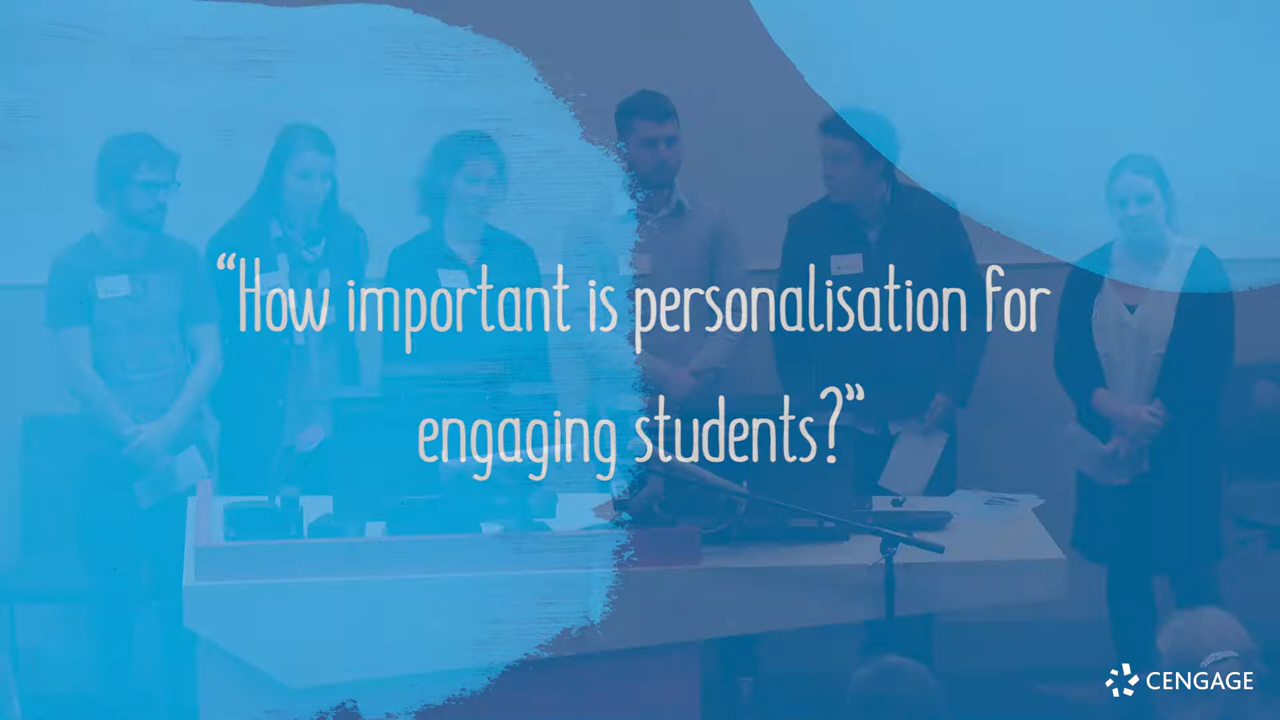 “How important is personalisation for
engaging students?”
CENGAGE